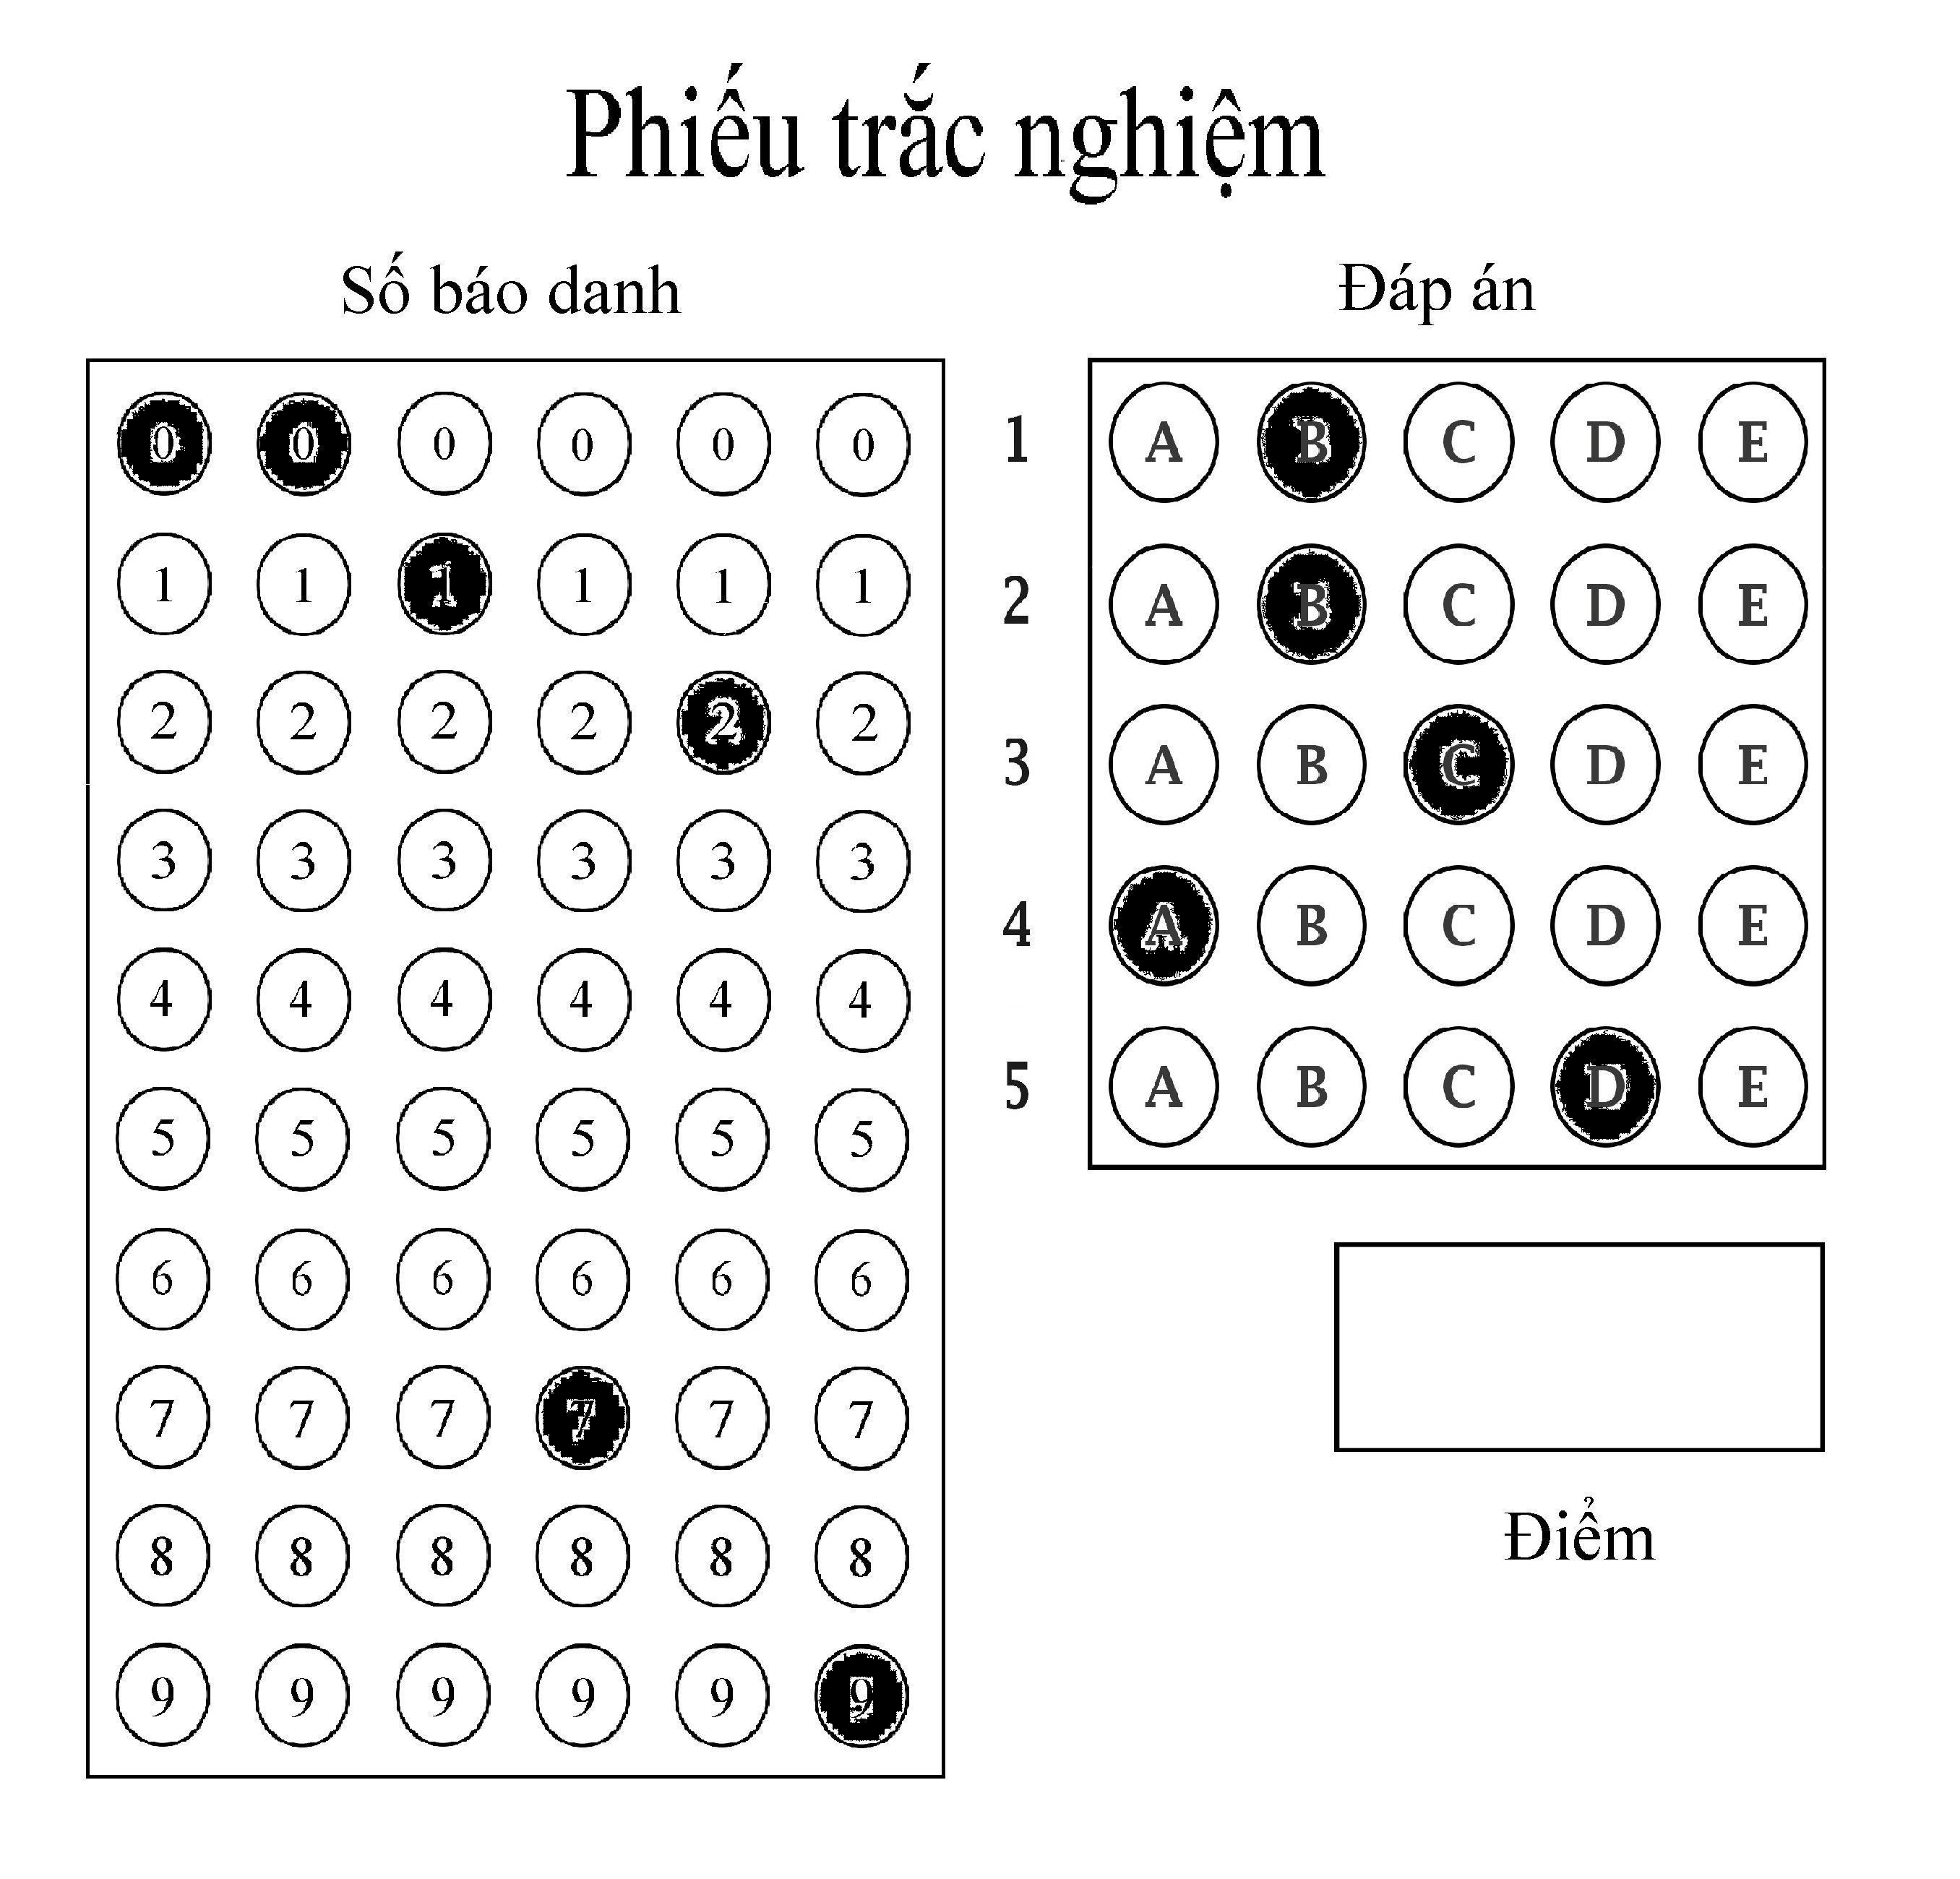 Phiếu trắc nghiệm
Số báo danh
0 0 0 0 0 0
1 1 1 1 1 1
2 2 2 2 2 2
3 3 3 3 3 3
4 4 4 4 4 4
5 5 5 5 5 5
6 6 6 6 6 6
7 7 7 7 7 7
8 8 8 8 8 8
9 9 9 9 9 9
Đáp án
1 A B C D E
2 A B C D E
3 A B C D E
4 A B C D E
5 A B C D E
Điểm